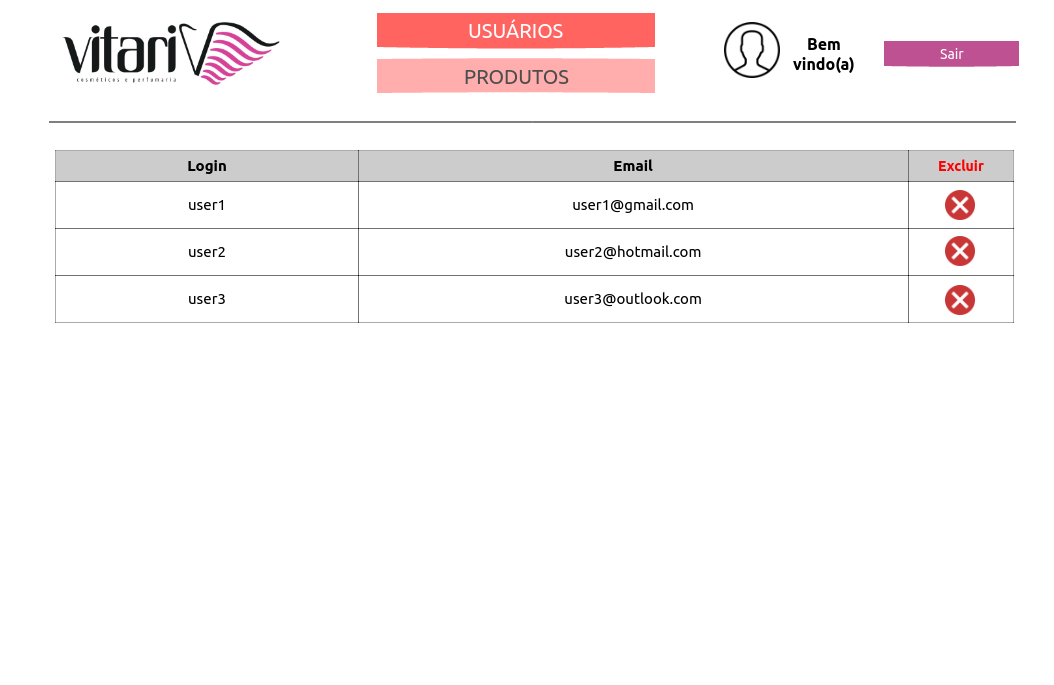 vitari
cosméticos e perfumaria
USUÁRIOS
PRODUTOS
Bem
vindo(a)
Sair
Login Email Excluir
user1 user1@gmail.com
user2 user2@hotmail.com
user3 user3@outlook.com